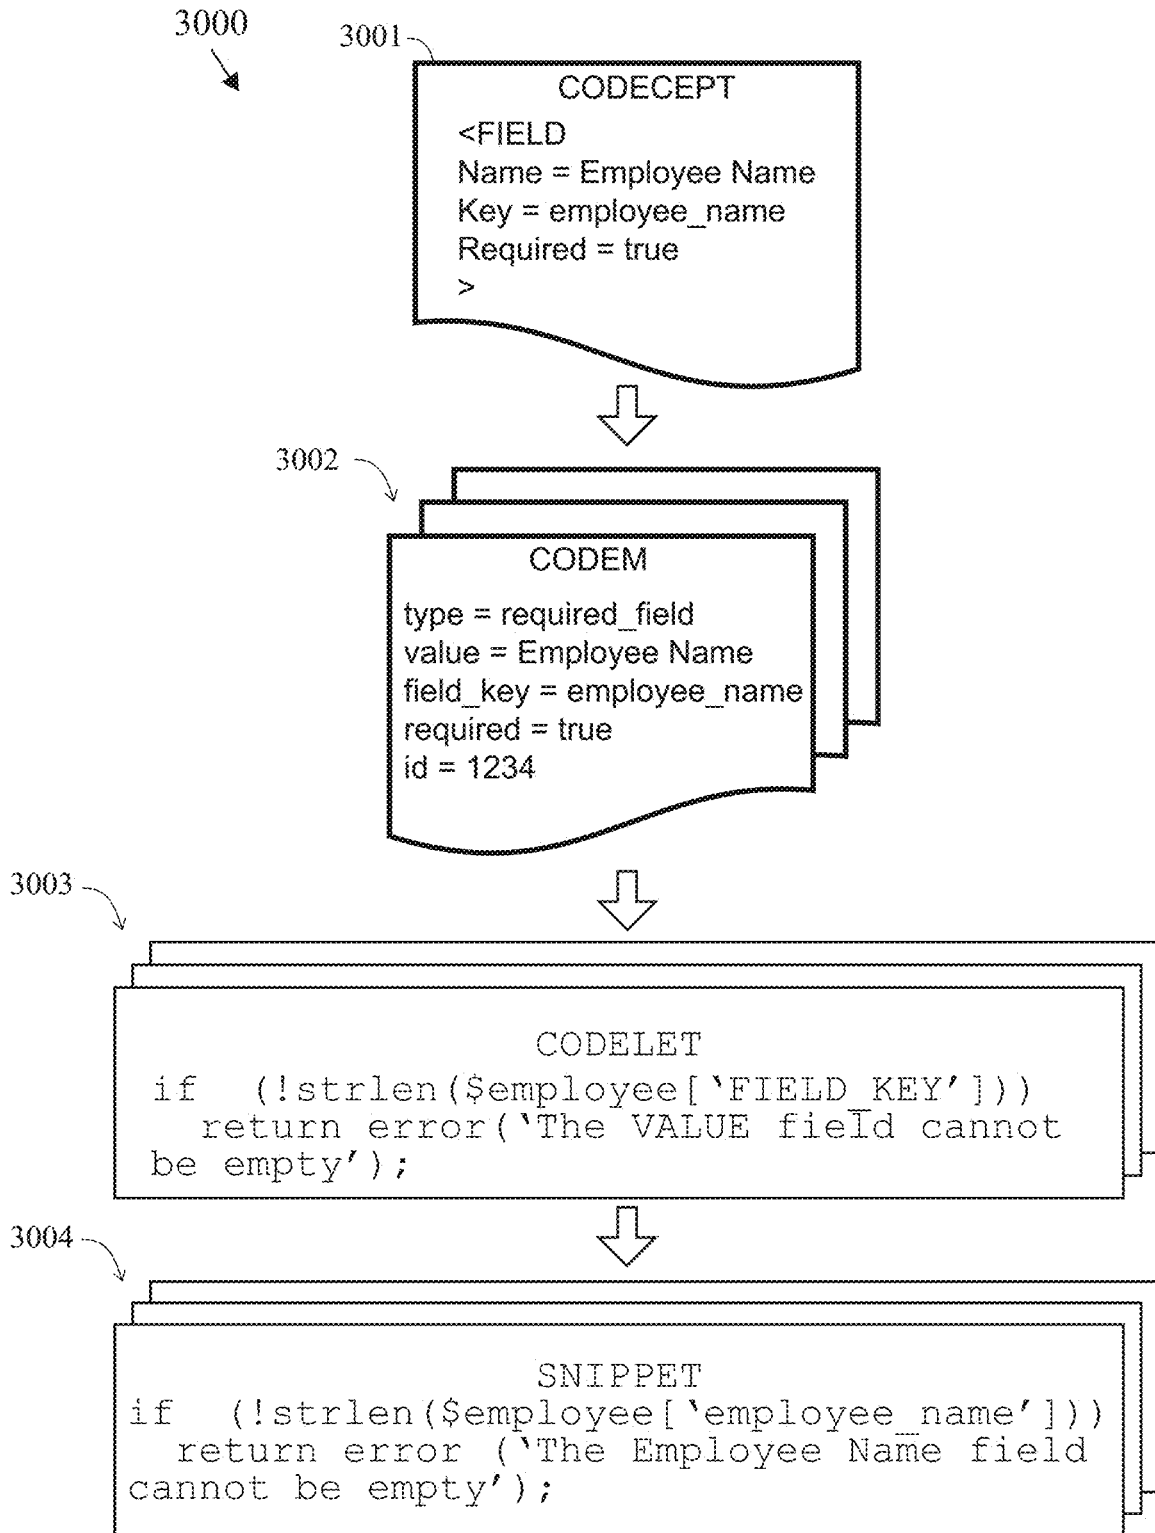 3000
3001
CODECEPT
<FIELD
Name = Employee Name
Key = employee_name
Required = true
>
3002
CODEM
type = required_field
value = Employee Name
field_key = employee_name
required = true
id = 1234
3003
CODELET
if (!strlen($employee[‵FIELD_KEY′]))
return error(‵The VALUE field cannot
be empty′);
3004
SNIPPET
if (!strlen($employee[‵employee_name′]))
return error (‵The Employee Name field
cannot be empty′);